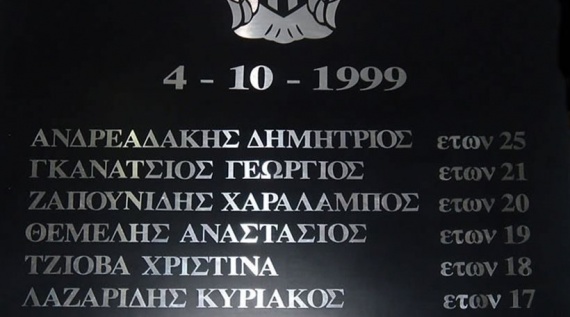 4 - 10 - 1999
ΑΝΔΡΕΑΔΑΚΗΣ ΔΗΜΗΤΡΙΟΣ ετων 25
ΓΚΑΝΑΤΣΙΟΣ ΓΕΩΡΓΙΟΣ ετων 21
ΖΑΠΟΥΝΙΔΗΣ ΧΑΡΑΛΑΜΠΟΣ ετων 20
ΘΕΜΕΛΗΣ ΑΝΑΣΤΑΣΙΟΣ ετων 19
ΤΖΙΟΒΑ ΧΡΙΣΤΙΝΑ ετων 18
ΛΑΖΑΡΙΔΗΣ ΚΥΡΙΑΚΟΣ ετων 17